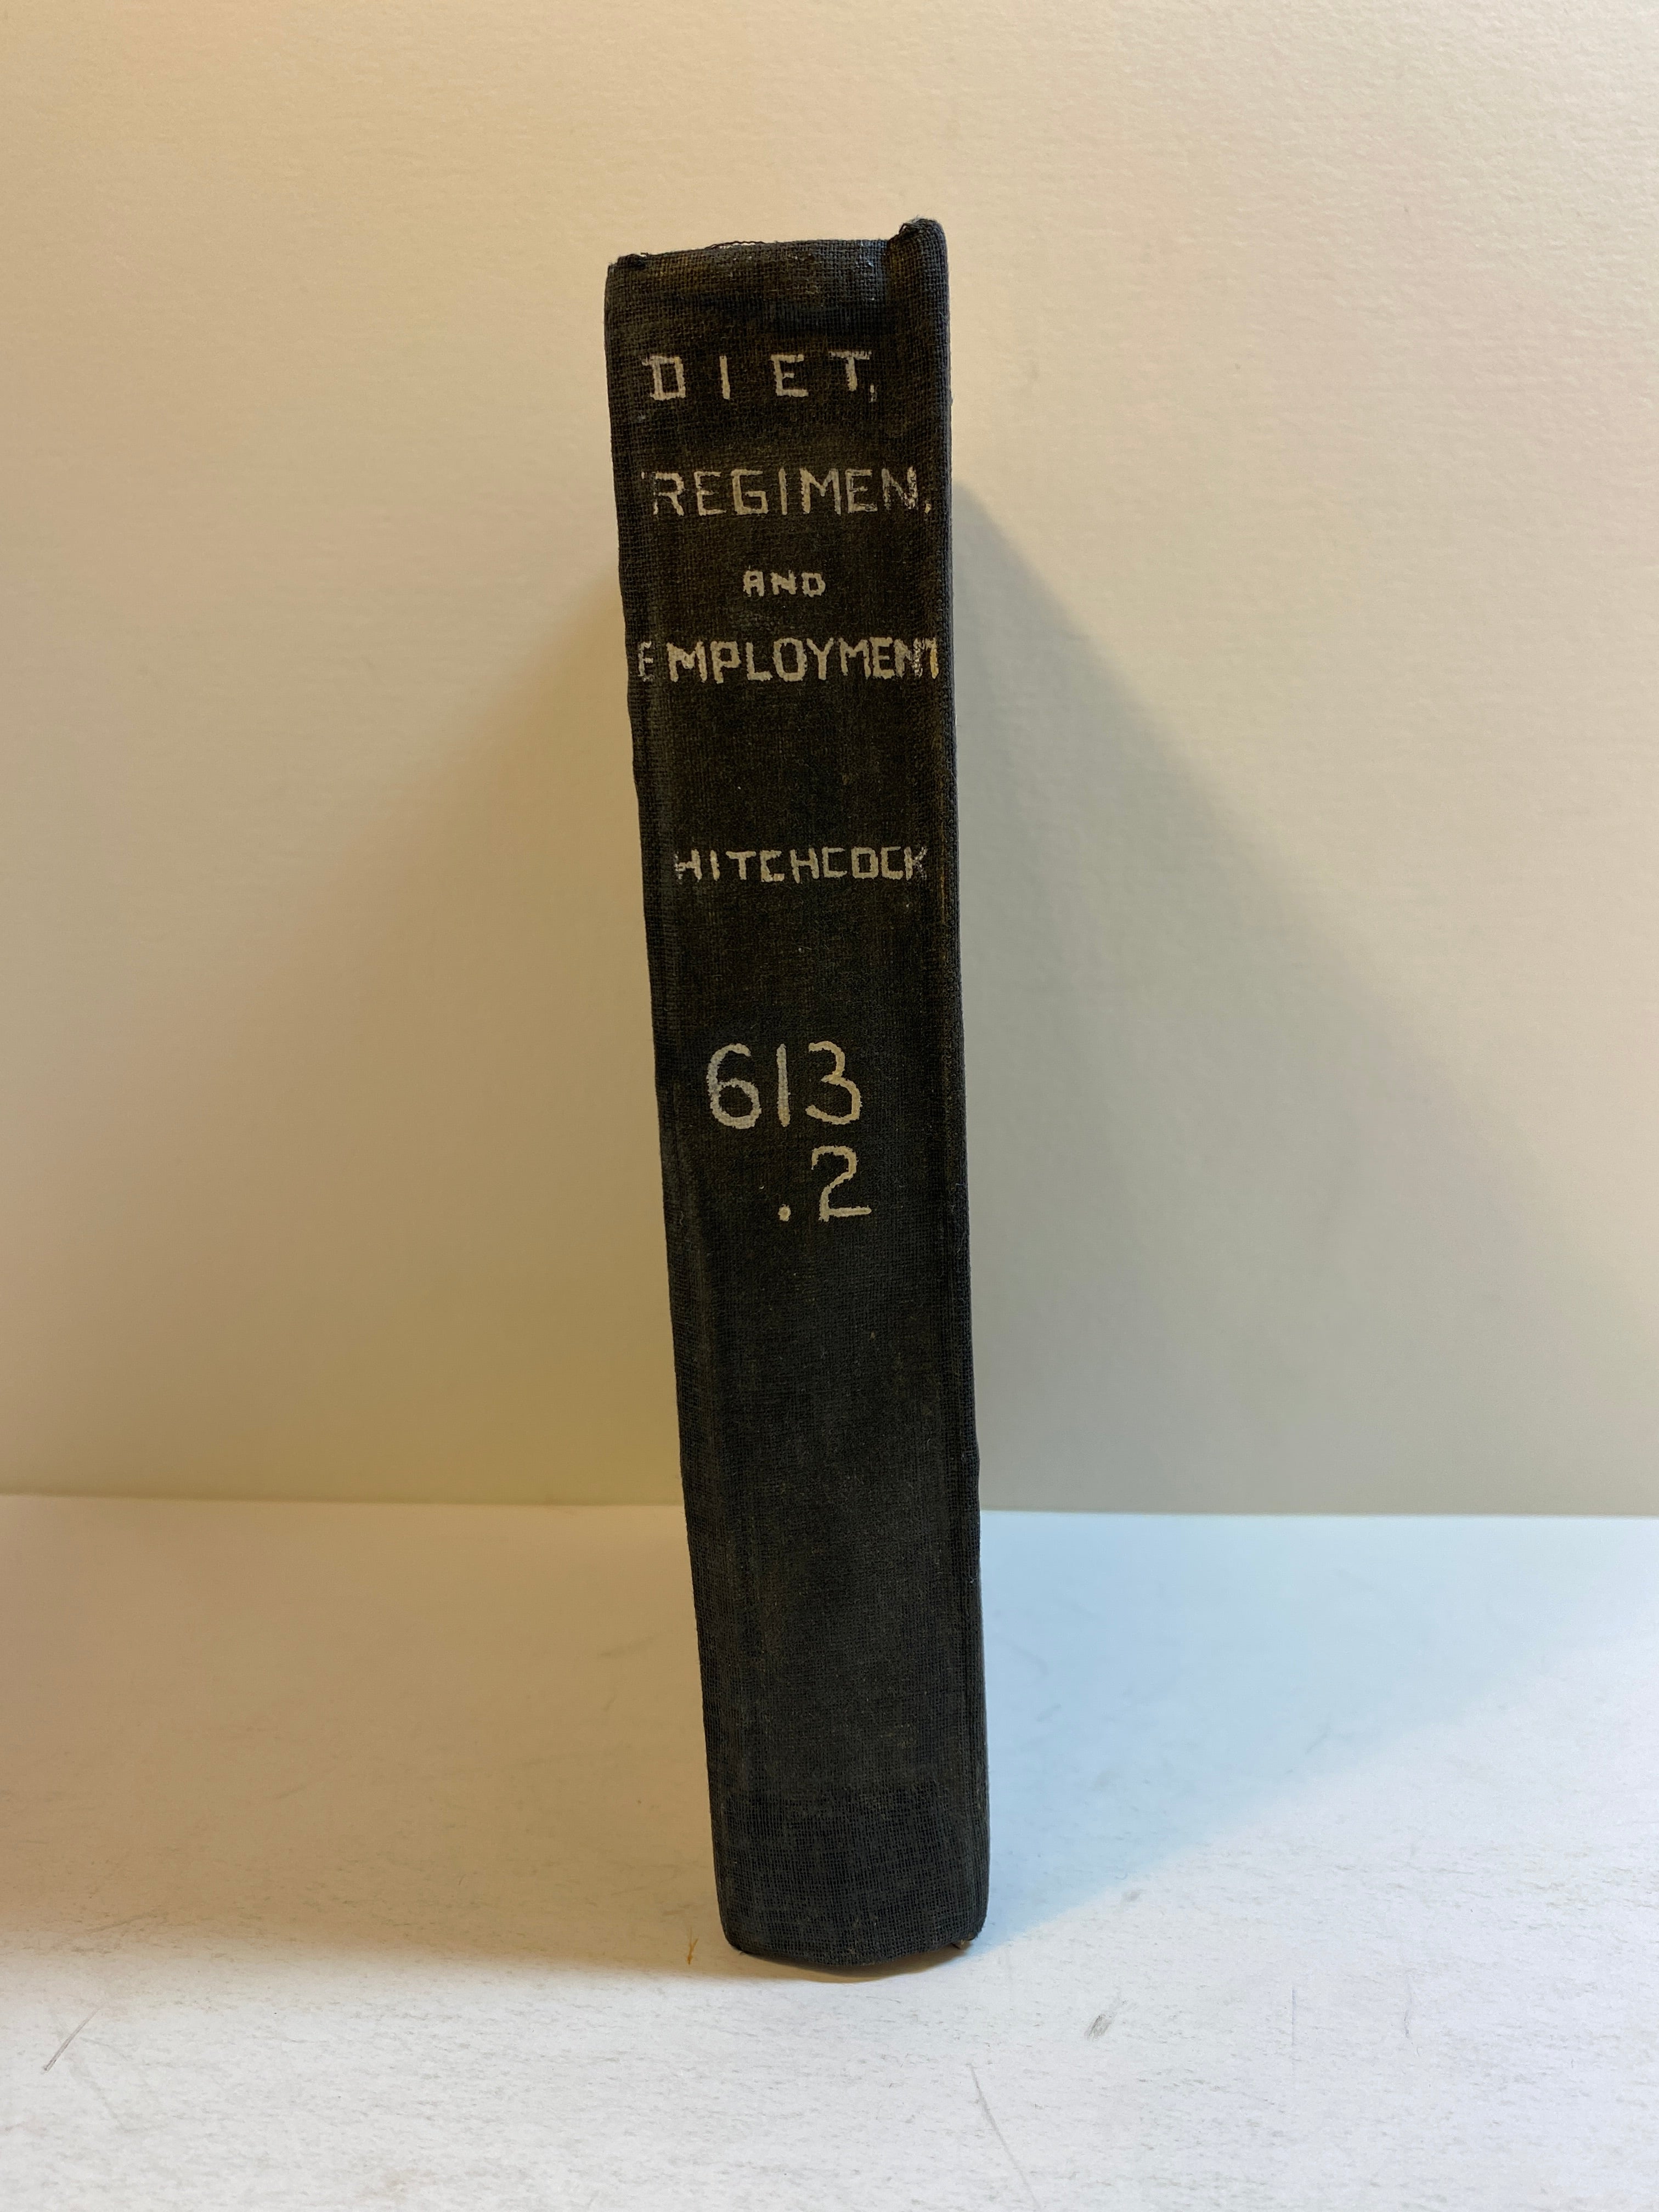 DIET,
REGIMEN,
AND
EMPLOYMENT
HITCHCOCK
613
.2